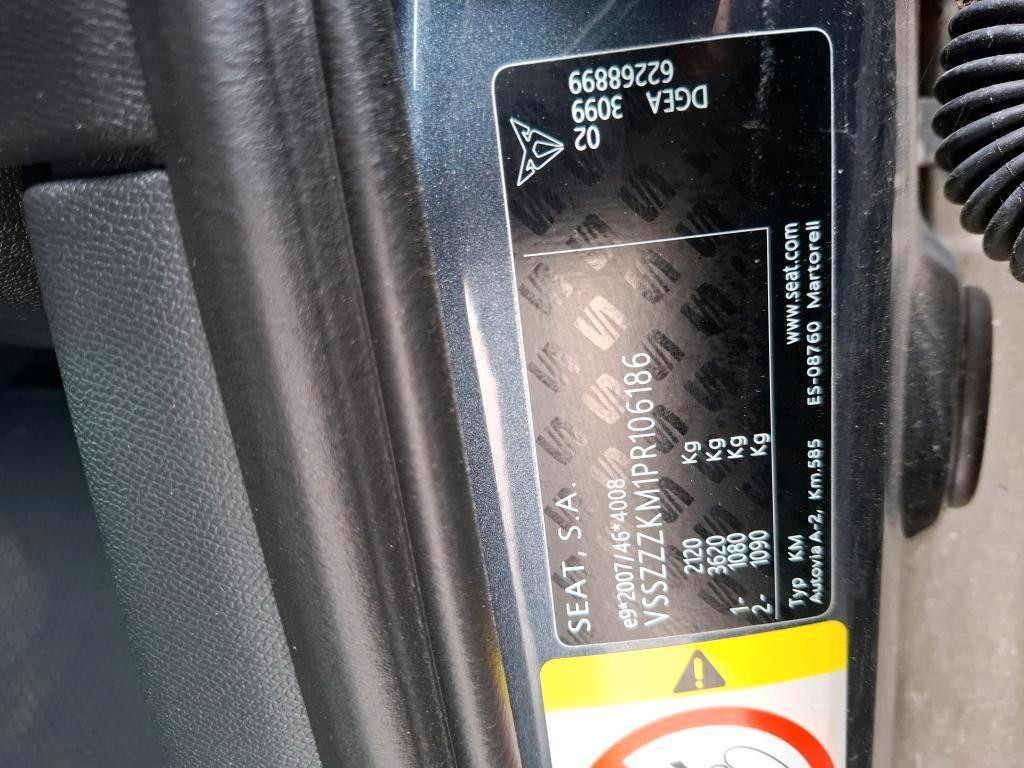 SEAT, S.A.
e9*2007/46*4008
VSSZZZKM1PR106186
2120 Kg
3620 Kg
1- 1080 Kg
2- 1090 Kg
Typ KM
Autovia A-2, Km.585 ES-08760 Martorell
www.seat.com
02 3099 62268899
DGEA